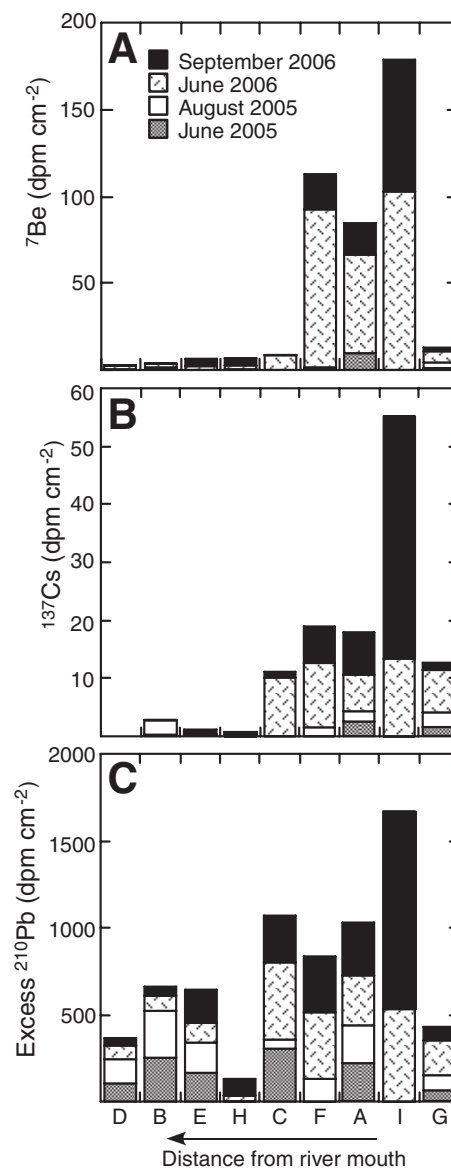 A
200
150
100
50
⁷Be (dpm cm⁻²)
September 2006
June 2006
August 2005
June 2005
B
60
50
40
30
20
10
¹³⁷Cs (dpm cm⁻²)
C
2000
1500
1000
500
Excess ²¹⁰Pb (dpm cm⁻²)
D B E H C F A I G
Distance from river mouth